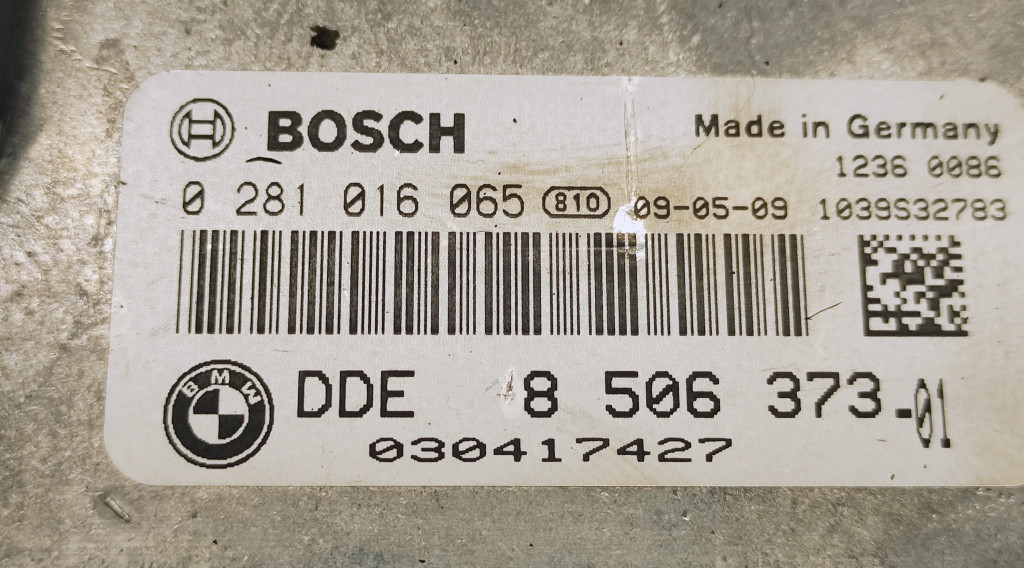 BOSCH
Made in Germany
1236 0086
0 281 016 065 810 09-05-09 1039S32783
BMW
DDE 8 506 373-01
030417427